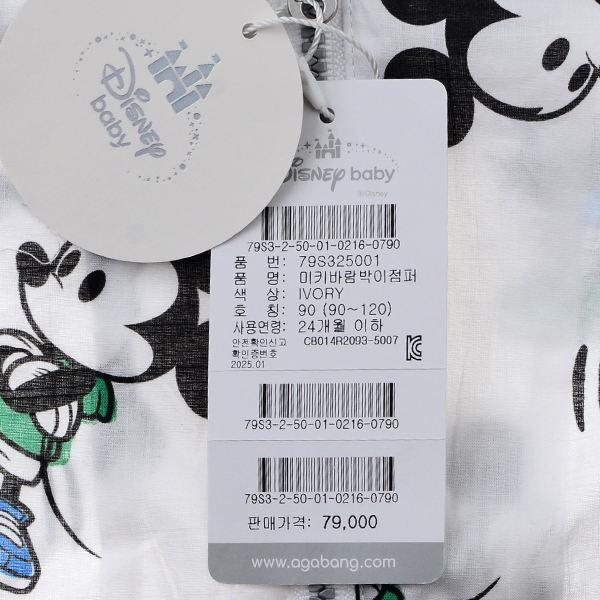 DISNEY
baby
DISNEY baby
©Disney
79S3-2-50-01-0216-0790
품 번: 79S325001
품 명: 미키바람박이점퍼
색 상: IVORY
호 칭: 90 (90~120)
사용연령: 24개월 이하
안전확인신고 CB014R2093-5007
확인증번호
2025.01
79S3-2-50-01-0216-0790
79S3-2-50-01-0216-0790
판매가격: 79,000
www.agabang.com